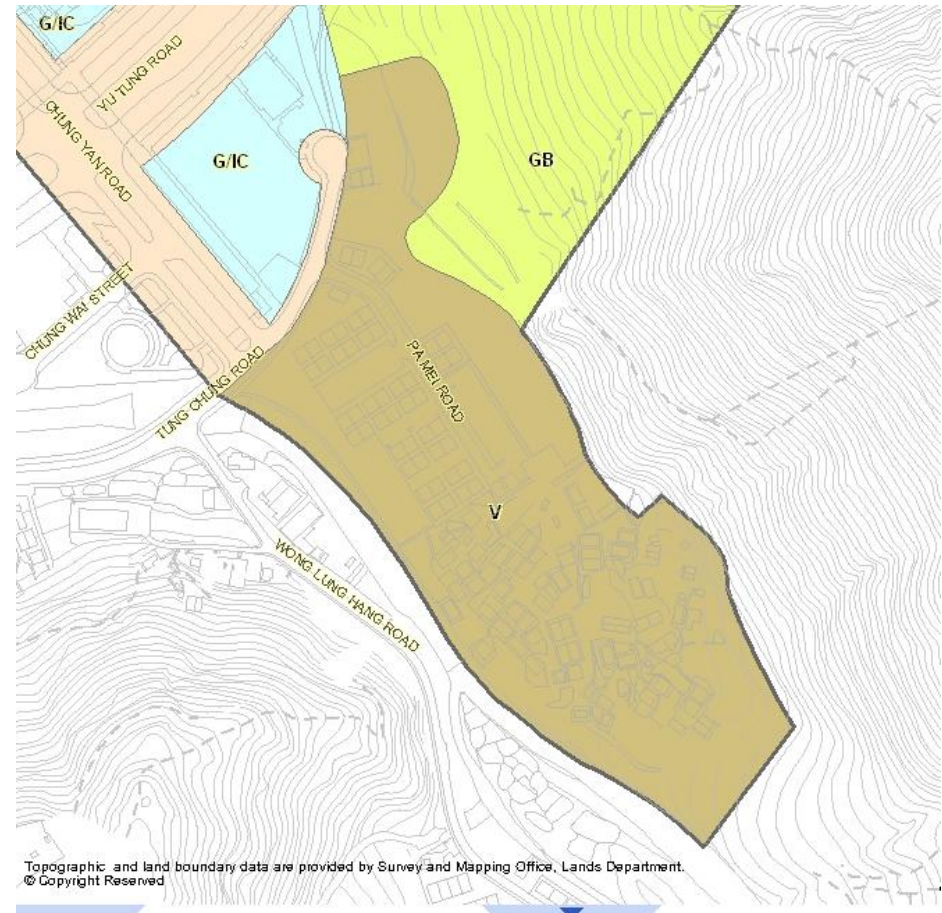 G/IC
YU TUNG ROAD
CHUNG YAN ROAD
G/IC
GB
CHUNG WAI STREET
TUNG CHUNG ROAD
PA MEI ROAD
V
WONG LUNG HANG ROAD
Topographic and land boundary data are provided by Survey and Mapping Office, Lands Department.
© Copyright Reserved